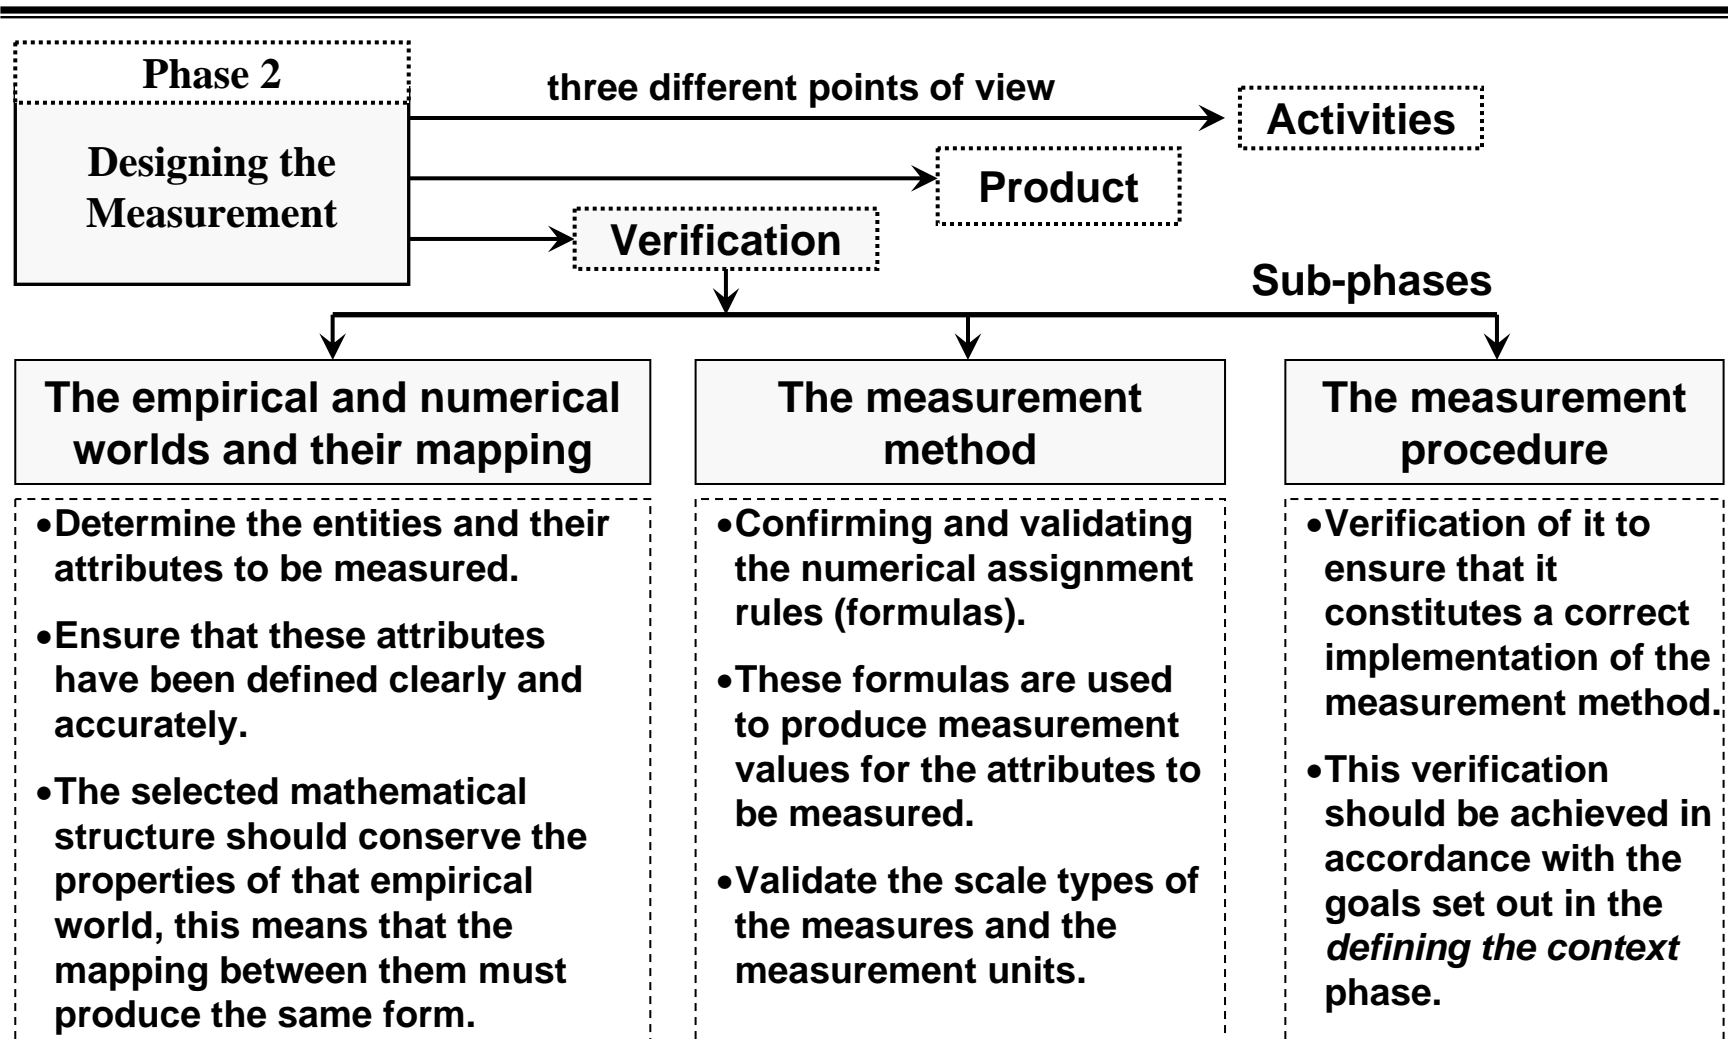 Phase 2
Designing the
Measurement
three different points of view
Activities
Product
Verification
Sub-phases
The empirical and numerical
worlds and their mapping
•Determine the entities and their
attributes to be measured.
•Ensure that these attributes
have been defined clearly and
accurately.
•The selected mathematical
structure should conserve the
properties of that empirical
world, this means that the
mapping between them must
produce the same form.
The measurement
method
•Confirming and validating
the numerical assignment
rules (formulas).
•These formulas are used
to produce measurement
values for the attributes to
be measured.
•Validate the scale types of
the measures and the
measurement units.
The measurement
procedure
•Verification of it to
ensure that it
constitutes a correct
implementation of the
measurement method.
•This verification
should be achieved in
accordance with the
goals set out in the
defining the context
phase.